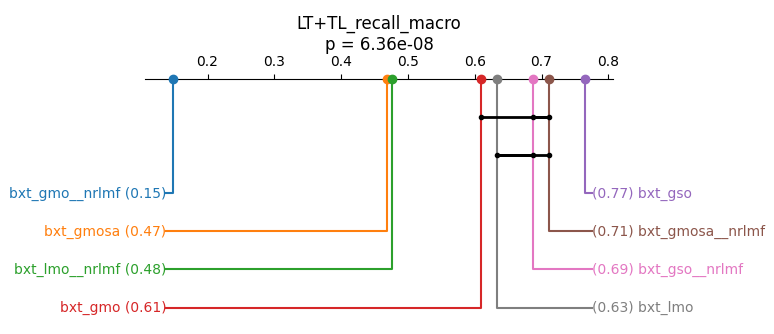 LT+TL_recall_macro
p = 6.36e-08
0.2 0.3 0.4 0.5 0.6 0.7 0.8
bxt_gmo__nrlmf (0.15) (0.77) bxt_gso
bxt_gmosa (0.47) (0.71) bxt_gmosa__nrlmf
bxt_lmo__nrlmf (0.48) (0.69) bxt_gso__nrlmf
bxt_gmo (0.61) (0.63) bxt_lmo